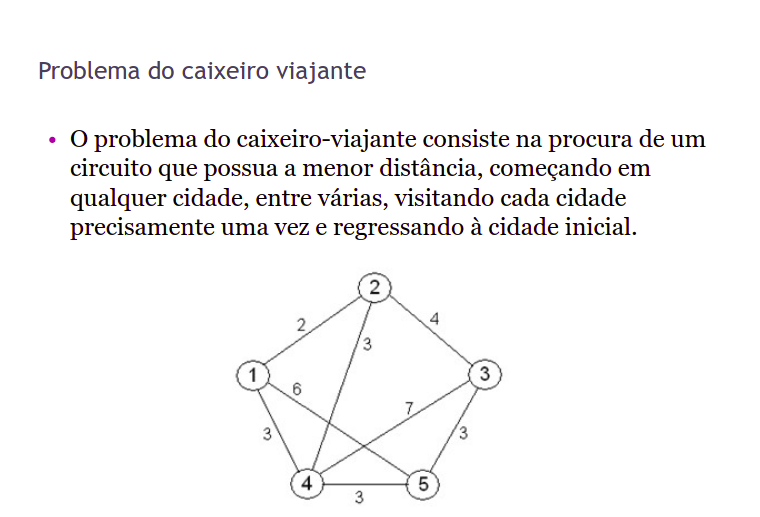 Problema do caixeiro viajante
• O problema do caixeiro-viajante consiste na procura de um
circuito que possua a menor distância, começando em
qualquer cidade, entre várias, visitando cada cidade
precisamente uma vez e regressando à cidade inicial.
2
2
4
3
1
3
6
7
3
3
4
5
3